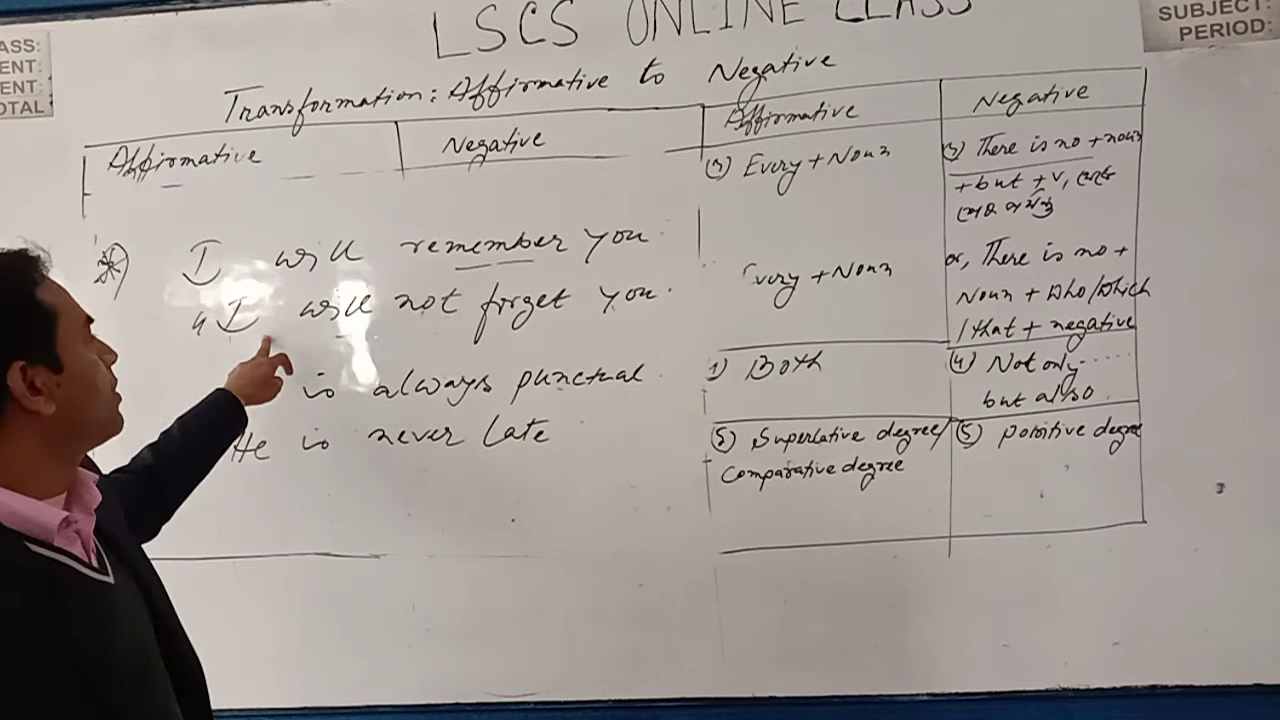 LSCS ONLINE CLASS
ASS:
ENT:
ENT:
OTAL
SUBJECT:
PERIOD:
Transformation: Affirmative to Negative
Affirmative
Negative
I will remember you.
I will not forget you.
is always punctual.
He is never late
Affirmative
Negative
(3) Every + Noun
3) There is no + noun
+ but + v,
Every + Noun
or, There is no +
Noun + who/which
/that + negative
Both
(4) Not only......
but also.
(5) Superlative degree/
Comparative degree
(5) positive degree